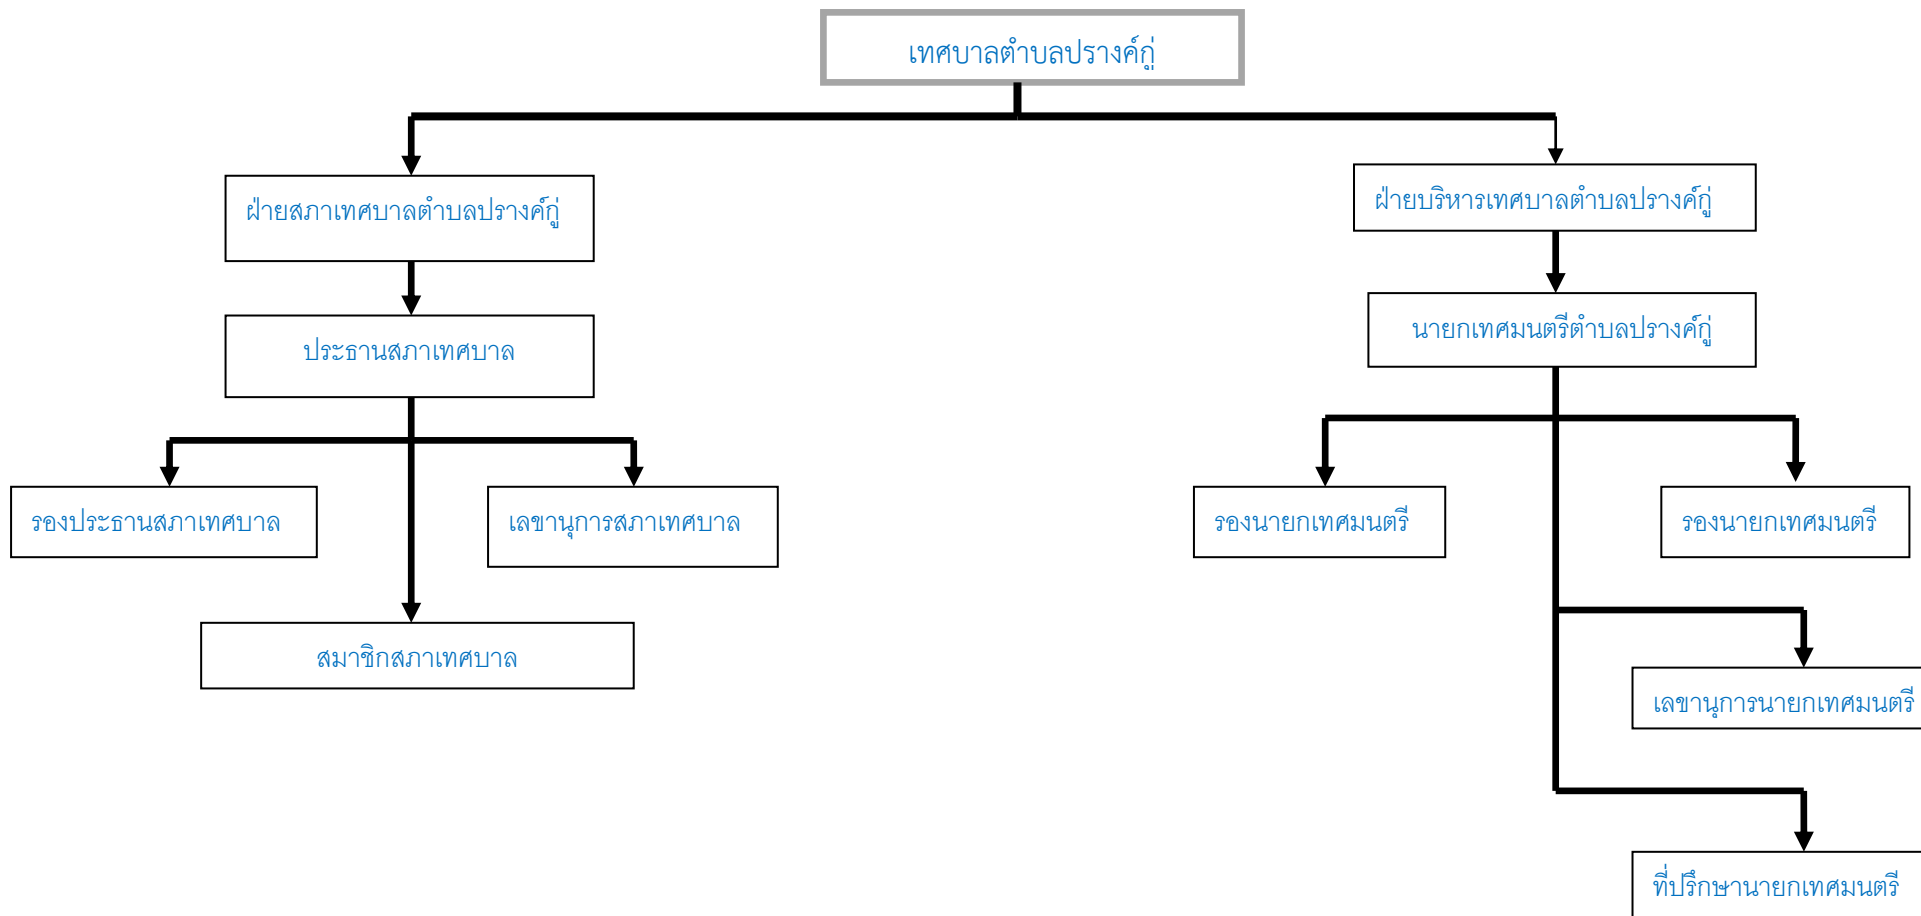 เทศบาลตำบลปรางค์กู่
ฝ่ายสภาเทศบาลตำบลปรางค์กู่
ฝ่ายบริหารเทศบาลตำบลปรางค์กู่
ประธานสภาเทศบาล
นายกเทศมนตรีตำบลปรางค์กู่
รองประธานสภาเทศบาล
เลขานุการสภาเทศบาล
รองนายกเทศมนตรี
รองนายกเทศมนตรี
สมาชิกสภาเทศบาล
เลขานุการนายกเทศมนตรี
ที่ปรึกษานายกเทศมนตรี